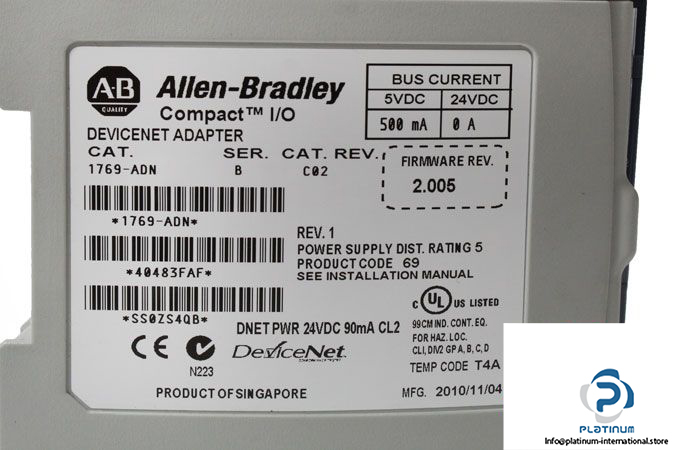 AB
QUALITY
Allen-Bradley
Compact™ I/O
DEVICENET ADAPTER
CAT. SER. CAT. REV.
1769-ADN B C02
BUS CURRENT
5VDC 24VDC
500 mA 0 A
FIRMWARE REV.
2.005
*1769-ADN*
*40483FAF*
*SS0ZS4QB*
REV. 1
POWER SUPPLY DIST. RATING 5
PRODUCT CODE 69
SEE INSTALLATION MANUAL
DNET PWR 24VDC 90mA CL2
C UL US LISTED
99CM IND. CONT. EQ.
FOR HAZ. LOC.
CLI, DIV2 GP A, B, C, D
TEMP CODE T4A
CE
N223
DeviceNet
PRODUCT OF SINGAPORE
MFG. 2010/11/04
PLATINUM
Info@platinum-international.store